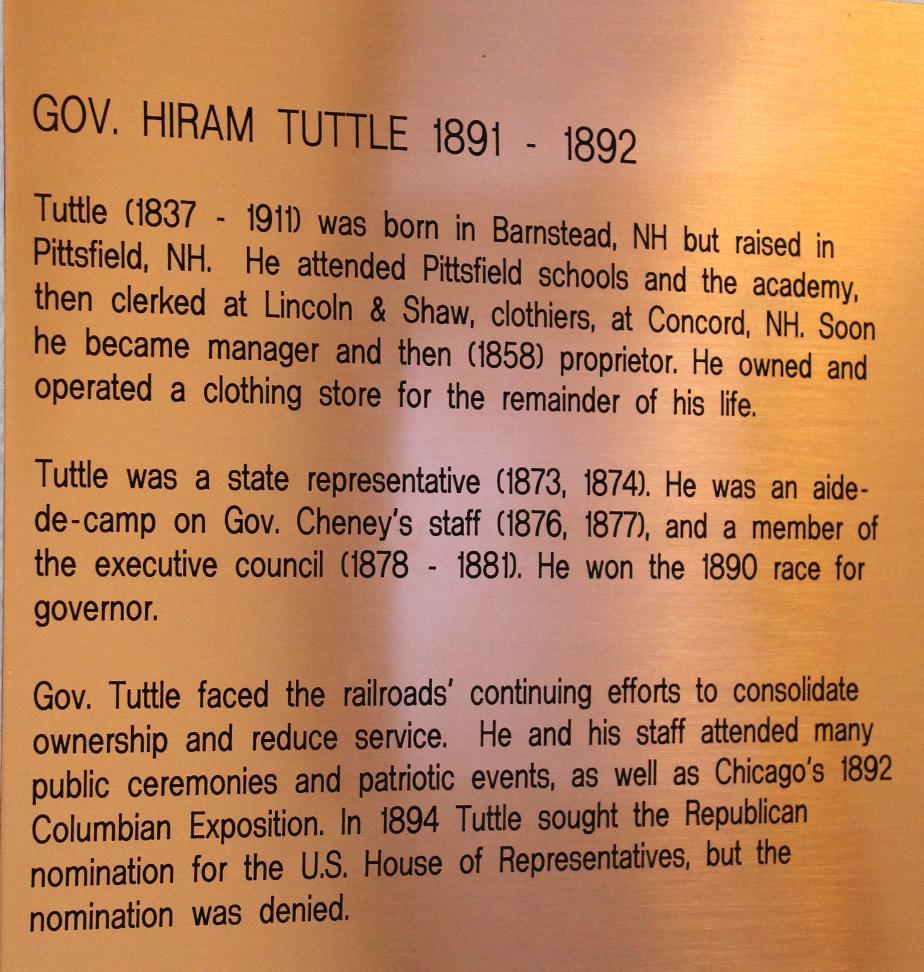 GOV. HIRAM TUTTLE 1891 - 1892
Tuttle (1837 - 1911) was born in Barnstead, NH but raised in
Pittsfield, NH. He attended Pittsfield schools and the academy,
then clerked at Lincoln & Shaw, clothiers, at Concord, NH. Soon
he became manager and then (1858) proprietor. He owned and
operated a clothing store for the remainder of his life.
Tuttle was a state representative (1873, 1874). He was an aide-
de-camp on Gov. Cheney's staff (1876, 1877), and a member of
the executive council (1878 - 1881). He won the 1890 race for
governor.
Gov. Tuttle faced the railroads' continuing efforts to consolidate
ownership and reduce service. He and his staff attended many
public ceremonies and patriotic events, as well as Chicago's 1892
Columbian Exposition. In 1894 Tuttle sought the Republican
nomination for the U.S. House of Representatives, but the
nomination was denied.